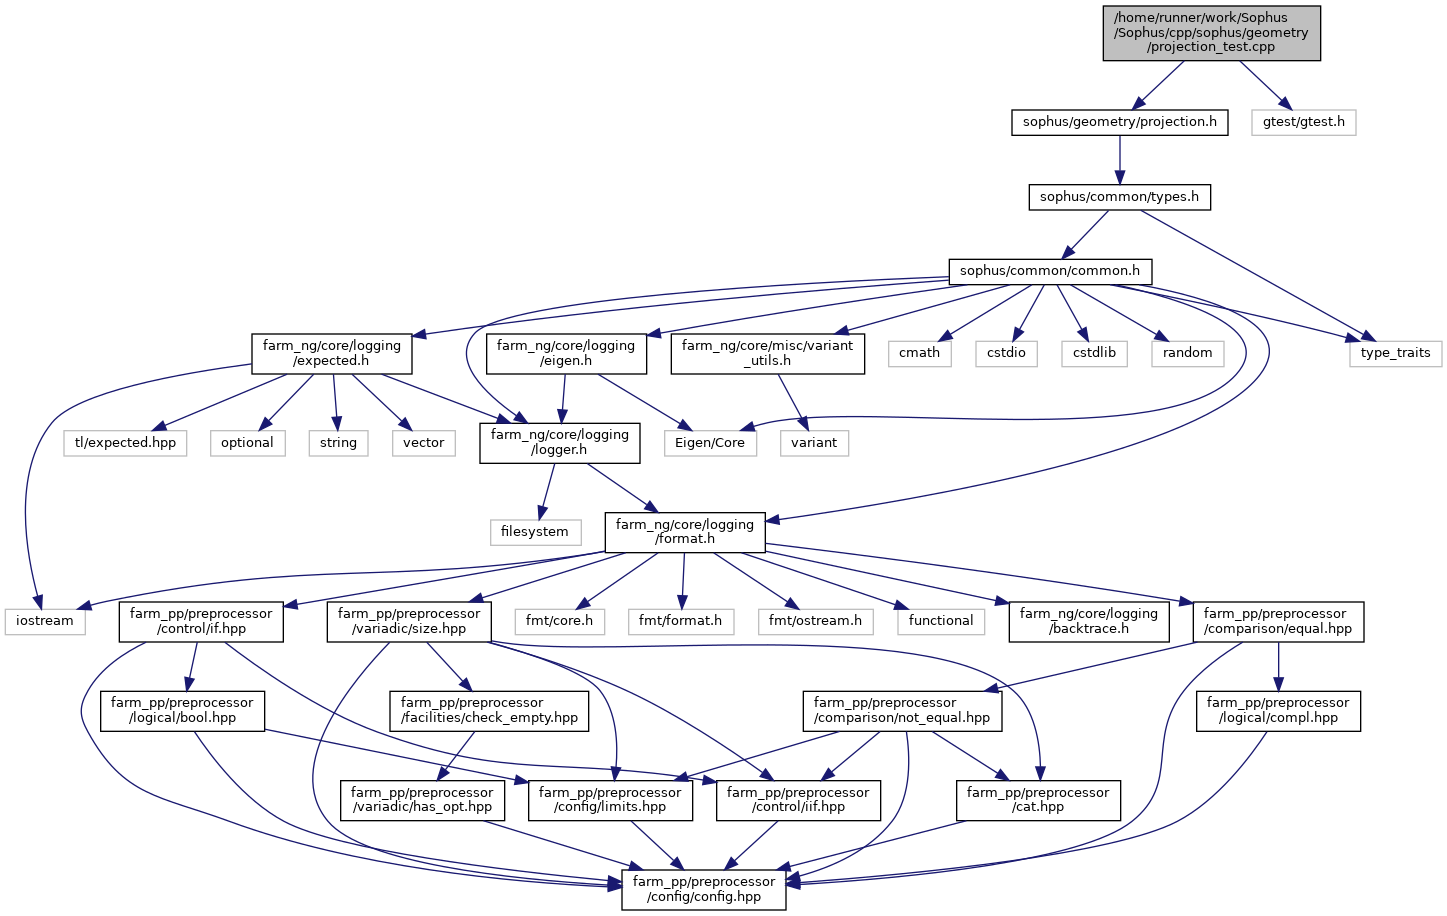 /home/runner/work/Sophus
/Sophus/cpp/sophus/geometry
/projection_test.cpp
sophus/geometry/projection.h
gtest/gtest.h
sophus/common/types.h
sophus/common/common.h
farm_ng/core/logging
/expected.h
farm_ng/core/logging
/eigen.h
farm_ng/core/misc/variant
_utils.h
cmath
cstdio
cstdlib
random
type_traits
tl/expected.hpp
optional
string
vector
farm_ng/core/logging
/logger.h
Eigen/Core
variant
filesystem
farm_ng/core/logging
/format.h
iostream
farm_pp/preprocessor
/control/if.hpp
farm_pp/preprocessor
/variadic/size.hpp
fmt/core.h
fmt/format.h
fmt/ostream.h
functional
farm_ng/core/logging
/backtrace.h
farm_pp/preprocessor
/comparison/equal.hpp
farm_pp/preprocessor
/logical/bool.hpp
farm_pp/preprocessor
/facilities/check_empty.hpp
farm_pp/preprocessor
/comparison/not_equal.hpp
farm_pp/preprocessor
/logical/compl.hpp
farm_pp/preprocessor
/variadic/has_opt.hpp
farm_pp/preprocessor
/config/limits.hpp
farm_pp/preprocessor
/control/iif.hpp
farm_pp/preprocessor
/cat.hpp
farm_pp/preprocessor
/config/config.hpp